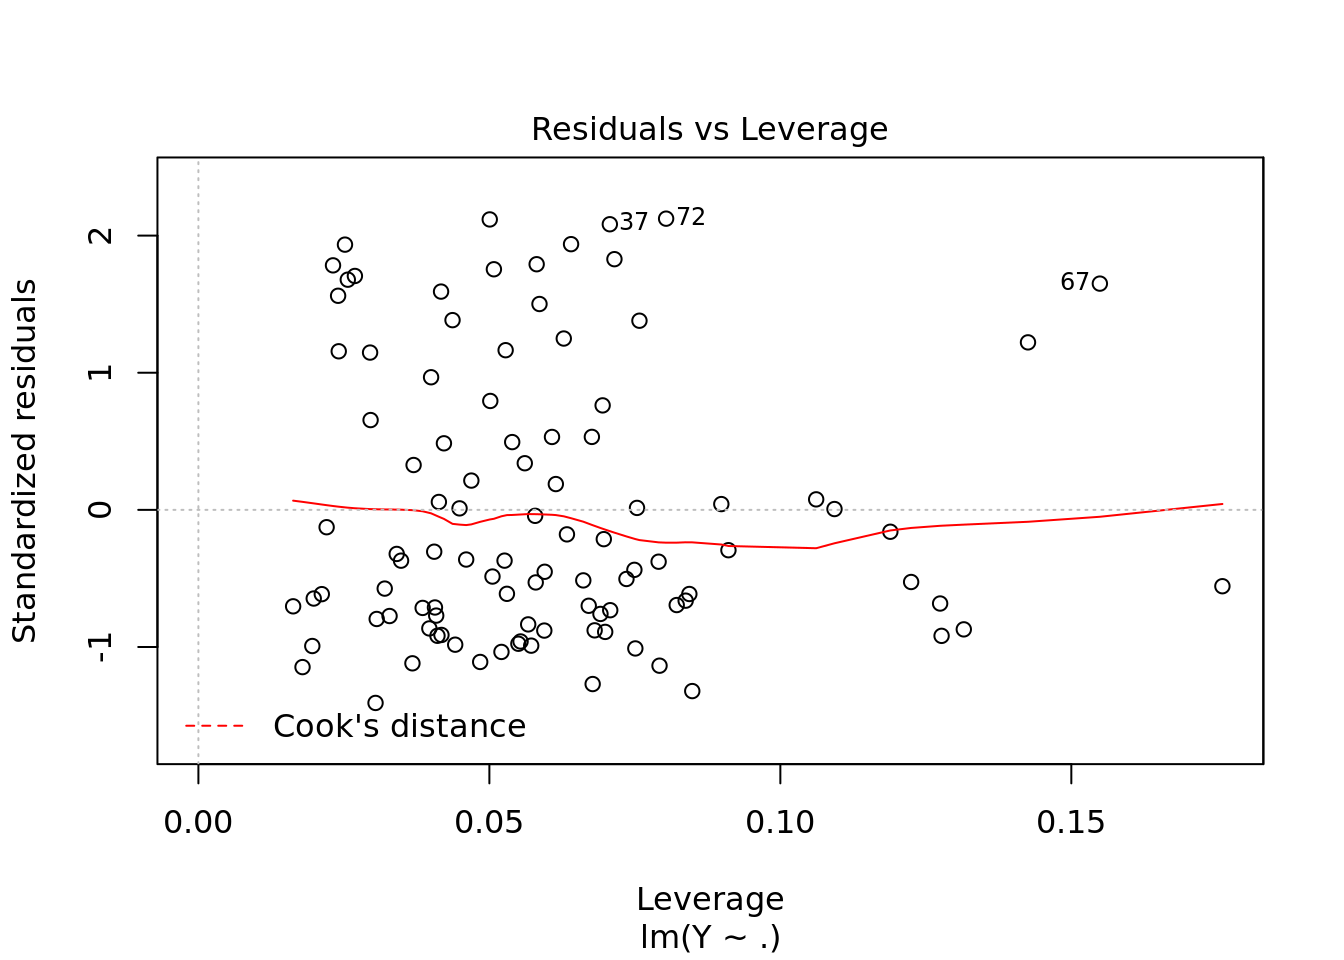 Residuals vs Leverage
Standardized residuals
2
1
0
-1
37
72
67
Cook's distance
0.00 0.05 0.10 0.15
Leverage
lm(Y ~ .)